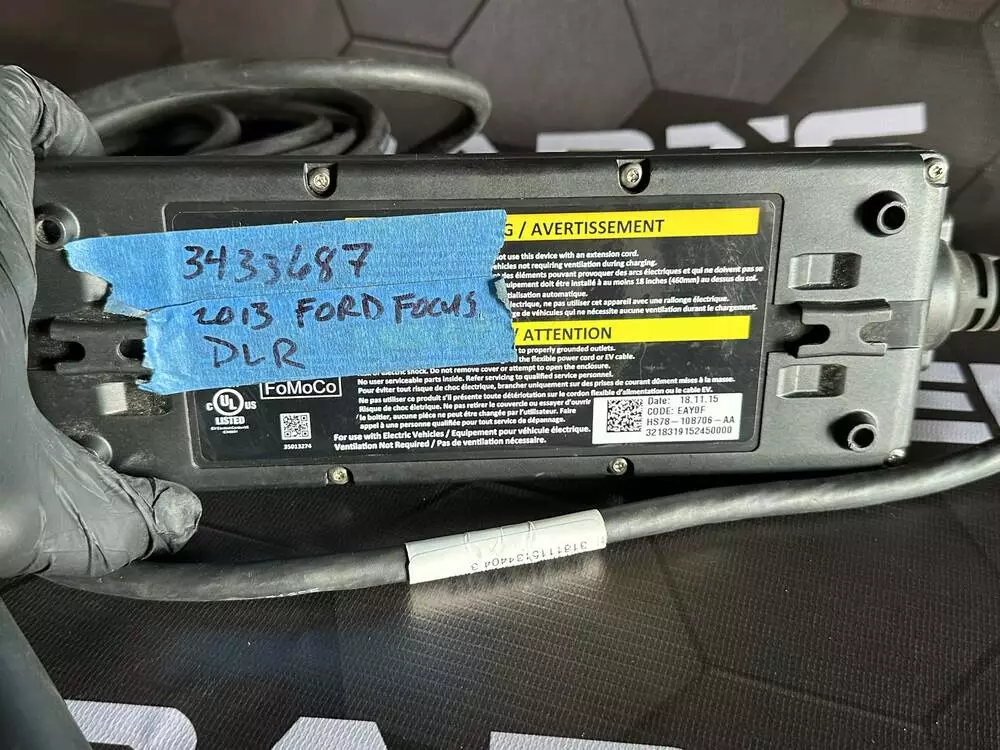 3433687
2013 FORD FOCUS
DLR
G / AVERTISSEMENT
not use this device with an extension cord.
vehicles not requiring ventilation during charging.
des éléments pouvant provoquer des arcs électriques et qui ne doivent pas se
équipement doit être installé à au moins 18 inches (460mm) au dessus du sol.
initialisation automatique.
électrique, ne pas utiliser cet appareil avec une rallonge électrique.
ge de véhicules qui ne nécessite aucune ventilation durant le chargement.
/ ATTENTION
to properly grounded outlets.
the flexible power cord or EV cable.
of electric shock. Do not remove cover or attempt to open the enclosure.
No user serviceable parts inside. Refer servicing to qualified service personnel.
Pour éviter tout risque de choc électrique, brancher uniquement sur des prises de courant dûment mises à la masse.
Ne pas utiliser ce produit s'il présente toute détérioration sur le cordon flexible d'alimentation ou le cable EV.
Risque de choc électrique. Ne pas retirer le couvercle ou essayer d'ouvrir
le boîtier, aucune pièce ne peut être changée par l'utilisateur. Faire
appel à une personne qualifiée pour tout service de dépannage.
For use with Electric Vehicles / Equipement pour véhicule électrique.
Ventilation Not Required / Pas de ventilation nécessaire.
C UL US
LISTED
FoMoCo
35013274
Date: 18.11.15
CODE: EAY0F
HS78-10B706-AA
3218319152450000